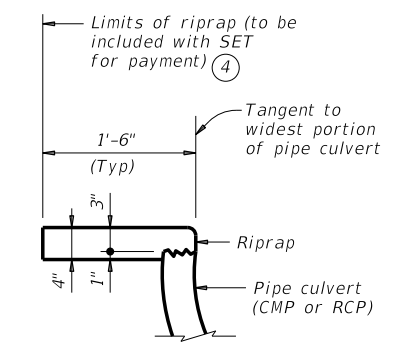 Limits of riprap (to be
included with SET
for payment) 4
Tangent to
widest portion
of pipe culvert
1'-6"
(Typ)
3"
Riprap
4"
1"
Pipe culvert
(CMP or RCP)